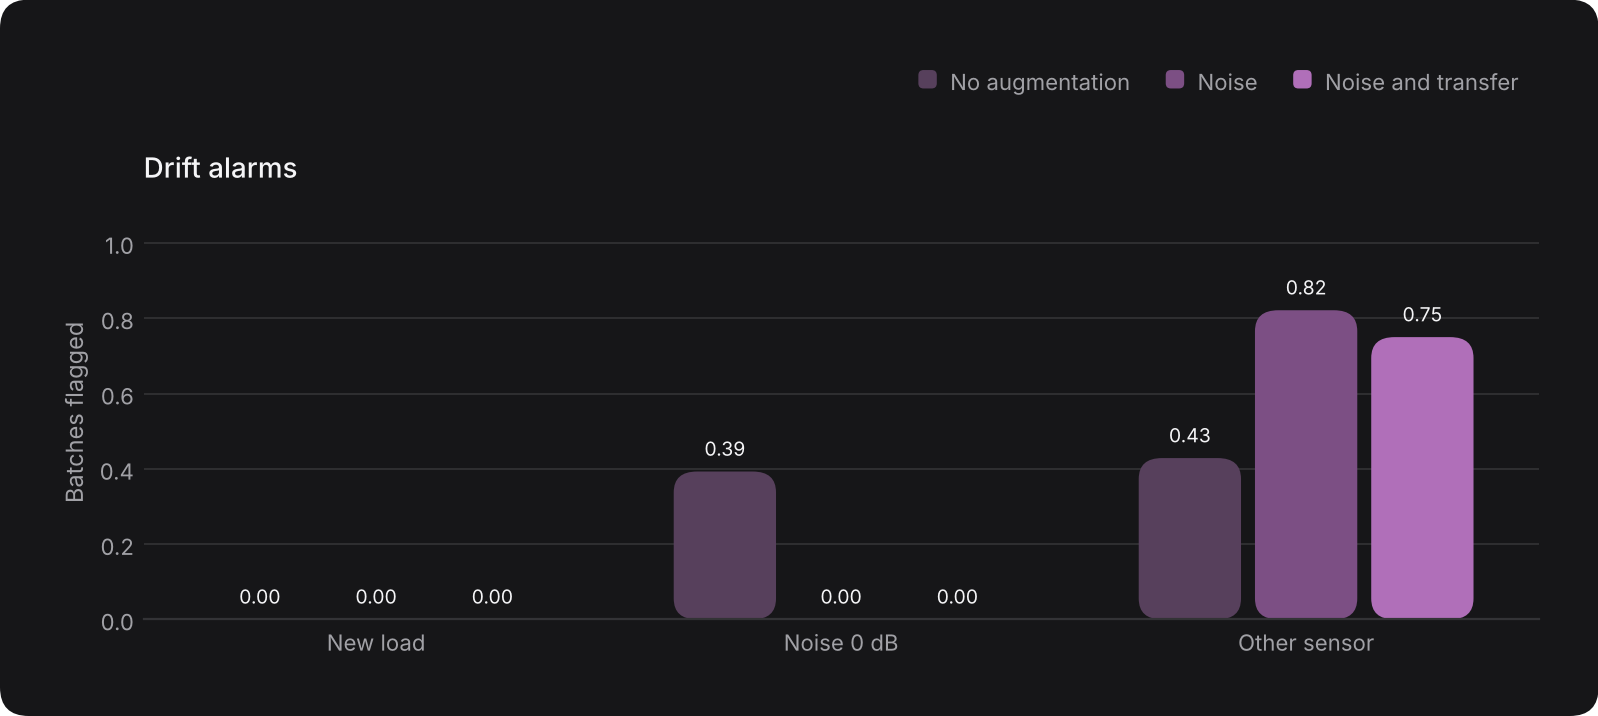 No augmentation
Noise
Noise and transfer
Drift alarms
Batches flagged
1.0
0.8
0.6
0.4
0.2
0.0
0.00
0.00
0.00
0.39
0.00
0.00
0.43
0.82
0.75
New load
Noise 0 dB
Other sensor